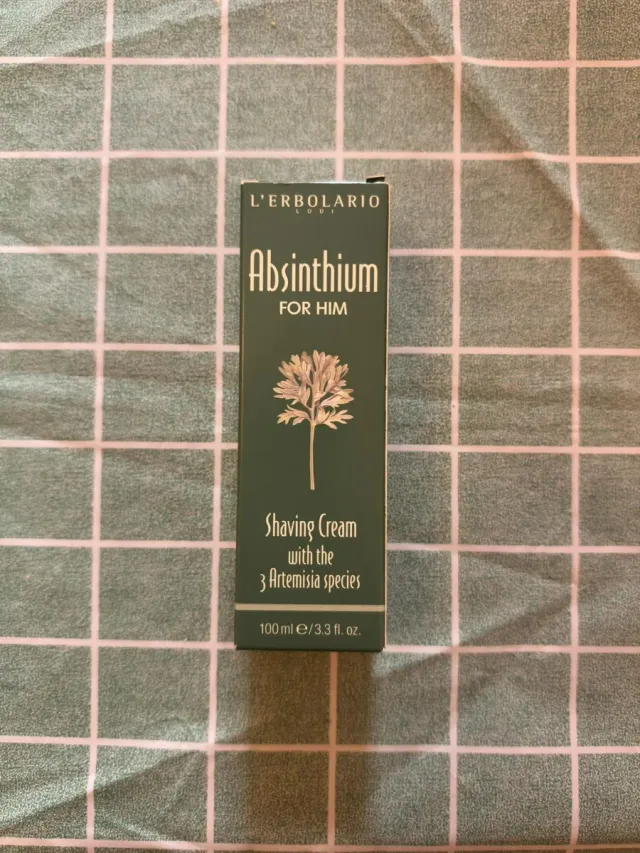 L'ERBOLARIO
LODI
Absinthium
FOR HIM
Shaving Cream
with the
3 Artemisia species
100 ml ℮/3.3 fl. oz.